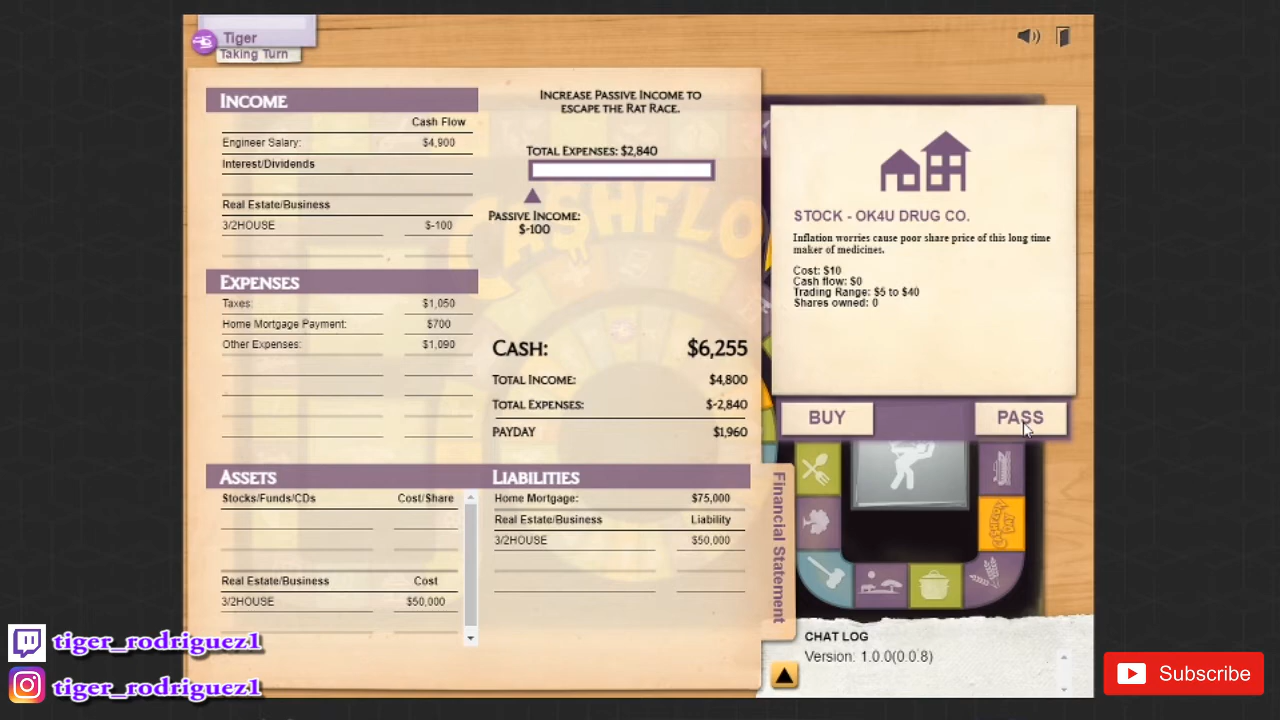 Tiger
Taking Turn
INCOME
Cash Flow
Engineer Salary: $4,900
Interest/Dividends
Real Estate/Business
3/2HOUSE $-100
EXPENSES
Taxes: $1,050
Home Mortgage Payment: $700
Other Expenses: $1,090
INCREASE PASSIVE INCOME TO
ESCAPE THE RAT RACE.
TOTAL EXPENSES: $2,840
PASSIVE INCOME:
$-100
CASH: $6,255
TOTAL INCOME: $4,800
TOTAL EXPENSES: $-2,840
PAYDAY $1,960
ASSETS
Stocks/Funds/CDs Cost/Share
Real Estate/Business Cost
3/2HOUSE $50,000
LIABILITIES
Home Mortgage: $75,000
Real Estate/Business Liability
3/2HOUSE $50,000
Financial Statement
CASHFLO
STOCK - OK4U DRUG CO.
Inflation worries cause poor share price of this long time
maker of medicines.
Cost: $10
Cash flow: $0
Trading Range: $5 to $40
Shares owned: 0
BUY
PASS
CASHFLOW
DAY
CHAT LOG
Version: 1.0.0(0.0.8)
tiger_rodriguez1
tiger_rodriguez1
Subscribe